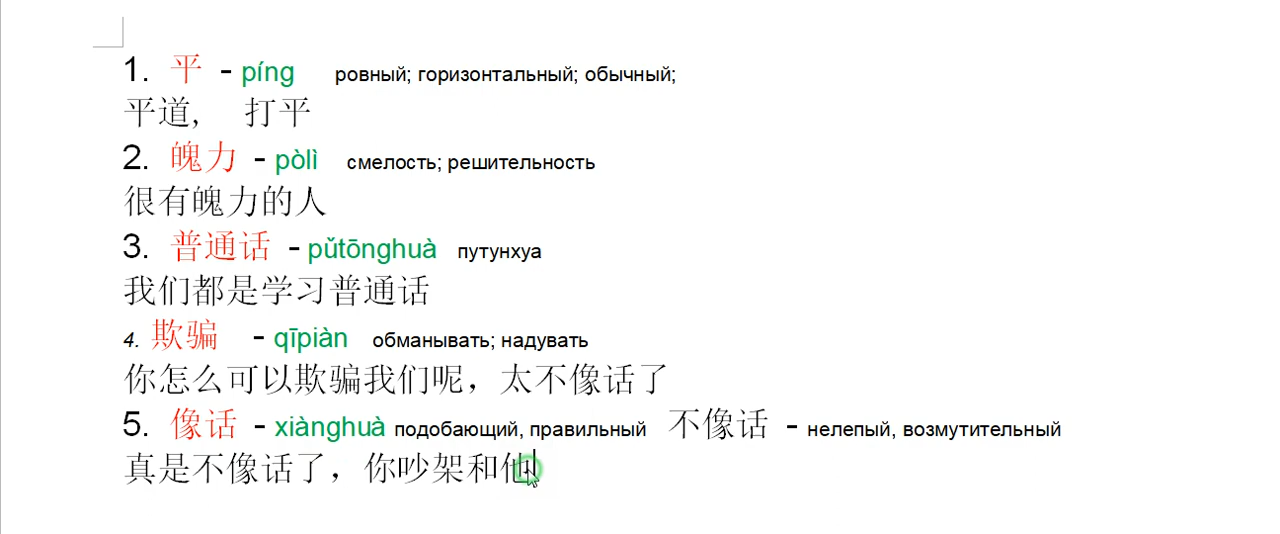 1. 平 - píng ровный; горизонтальный; обычный;
平道, 打平
2. 魄力 - pòlì смелость; решительность
很有魄力的人
3. 普通话 - pǔtōnghuà путунхуа
我们都是学习普通话
4. 欺骗 - qīpiàn обманывать; надувать
你怎么可以欺骗我们呢，太不像话了
5. 像话 - xiànghuà подобающий, правильный 不像话 - нелепый, возмутительный
真是不像话了，你吵架和他